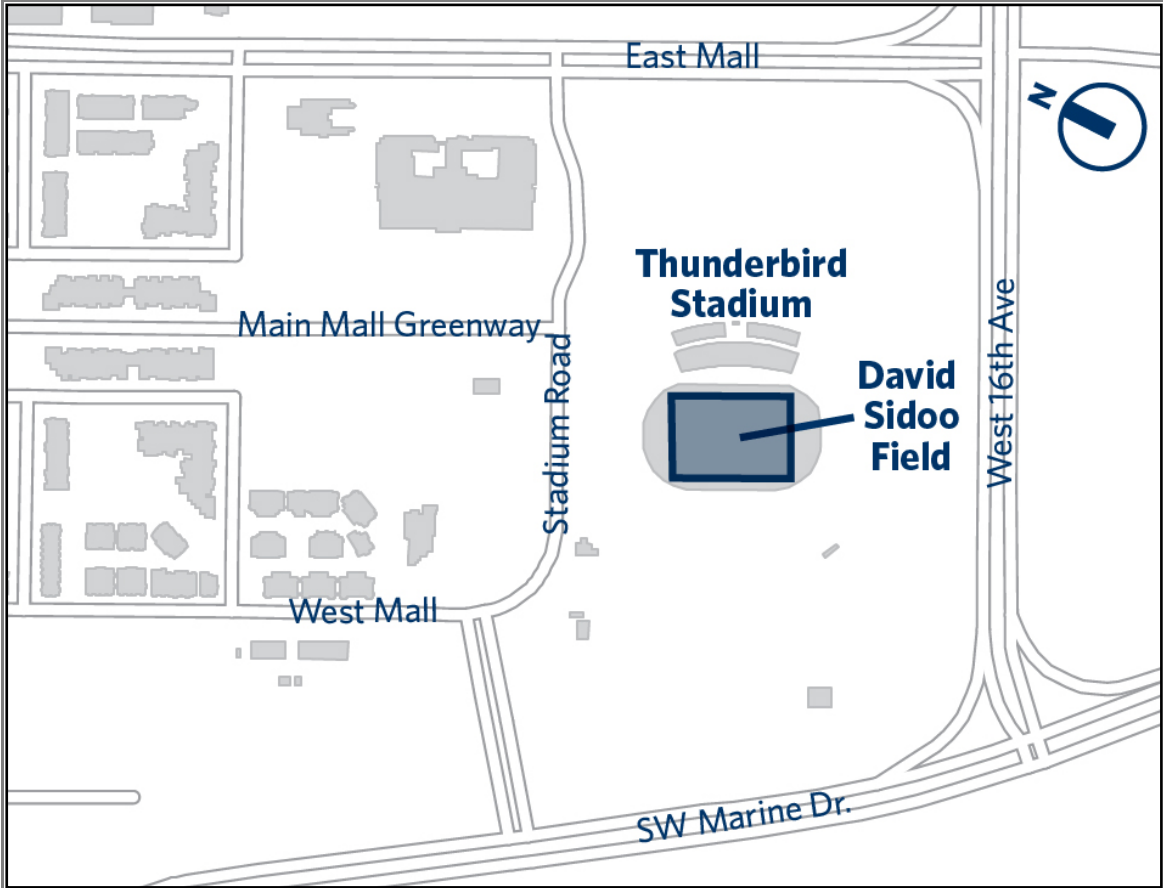 East Mall
N
Thunderbird
Stadium
Main Mall Greenway
Stadium Road
David
Sidoo
Field
West 16th Ave
West Mall
SW Marine Dr.